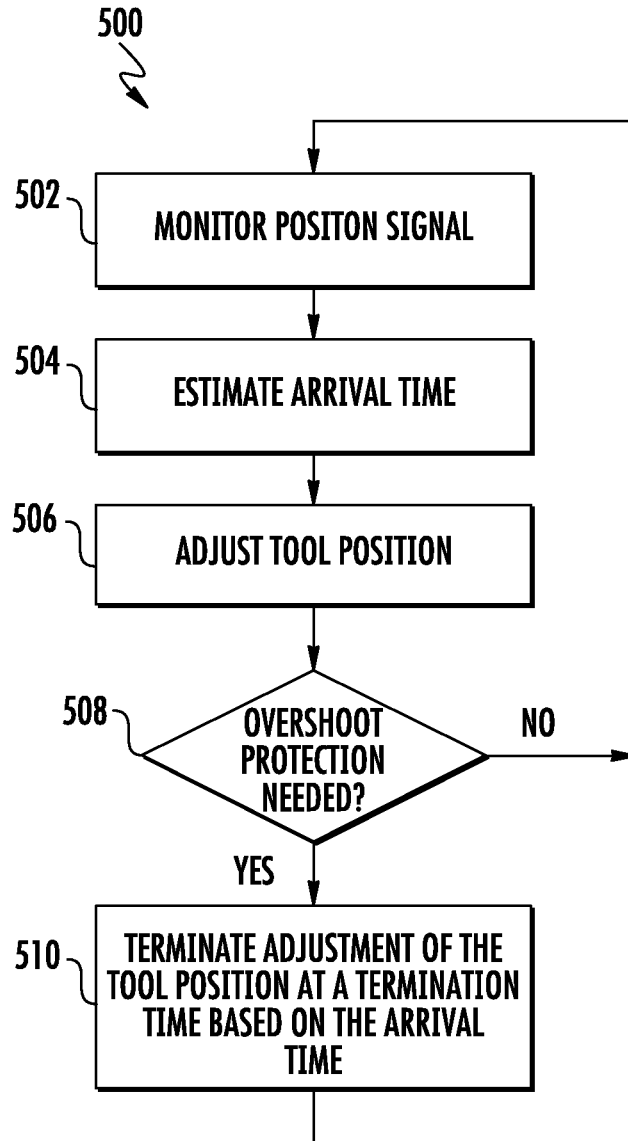 500
502
MONITOR POSITON SIGNAL
504
ESTIMATE ARRIVAL TIME
506
ADJUST TOOL POSITION
508
OVERSHOOT
PROTECTION
NEEDED?
NO
YES
510
TERMINATE ADJUSTMENT OF THE
TOOL POSITION AT A TERMINATION
TIME BASED ON THE ARRIVAL
TIME